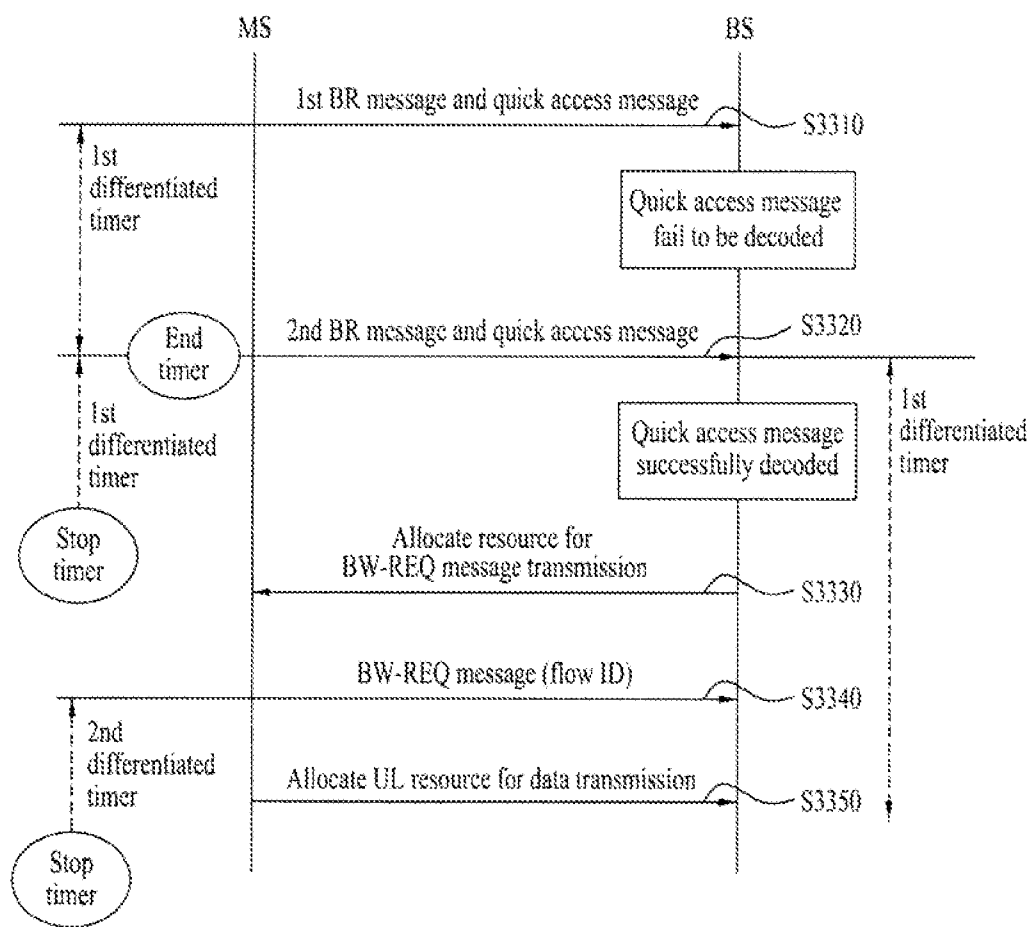 MS
BS
1st BR message and quick access message
S3310
1st
differentiated
timer
Quick access message
fail to be decoded
End
timer
2nd BR message and quick access message
S3320
1st
differentiated
timer
Quick access message
successfully decoded
1st
differentiated
timer
Stop
timer
Allocate resource for
BW-REQ message transmission
S3330
BW-REQ message (flow ID)
S3340
2nd
differentiated
timer
Allocate UL resource for data transmission
S3350
Stop
timer